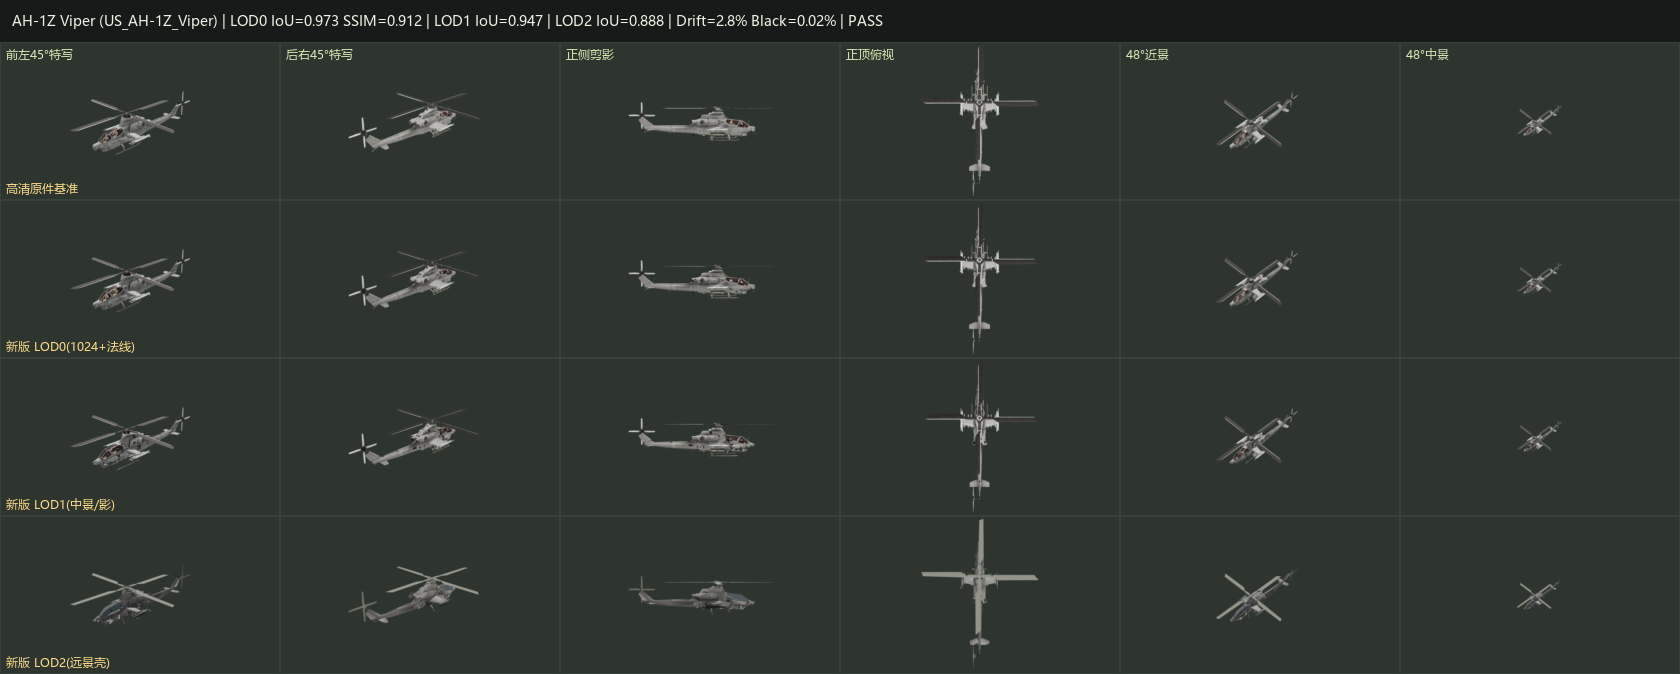 AH-1Z Viper (US_AH-1Z_Viper) | LOD0 IoU=0.973 SSIM=0.912 | LOD1 IoU=0.947 | LOD2 IoU=0.888 | Drift=2.8% Black=0.02% | PASS
前左45°特写
后右45°特写
正侧剪影
正顶俯视
48°近景
48°中景
高清原件基准
新版 LOD0(1024+法线)
新版 LOD1(中景/影)
新版 LOD2(远景壳)